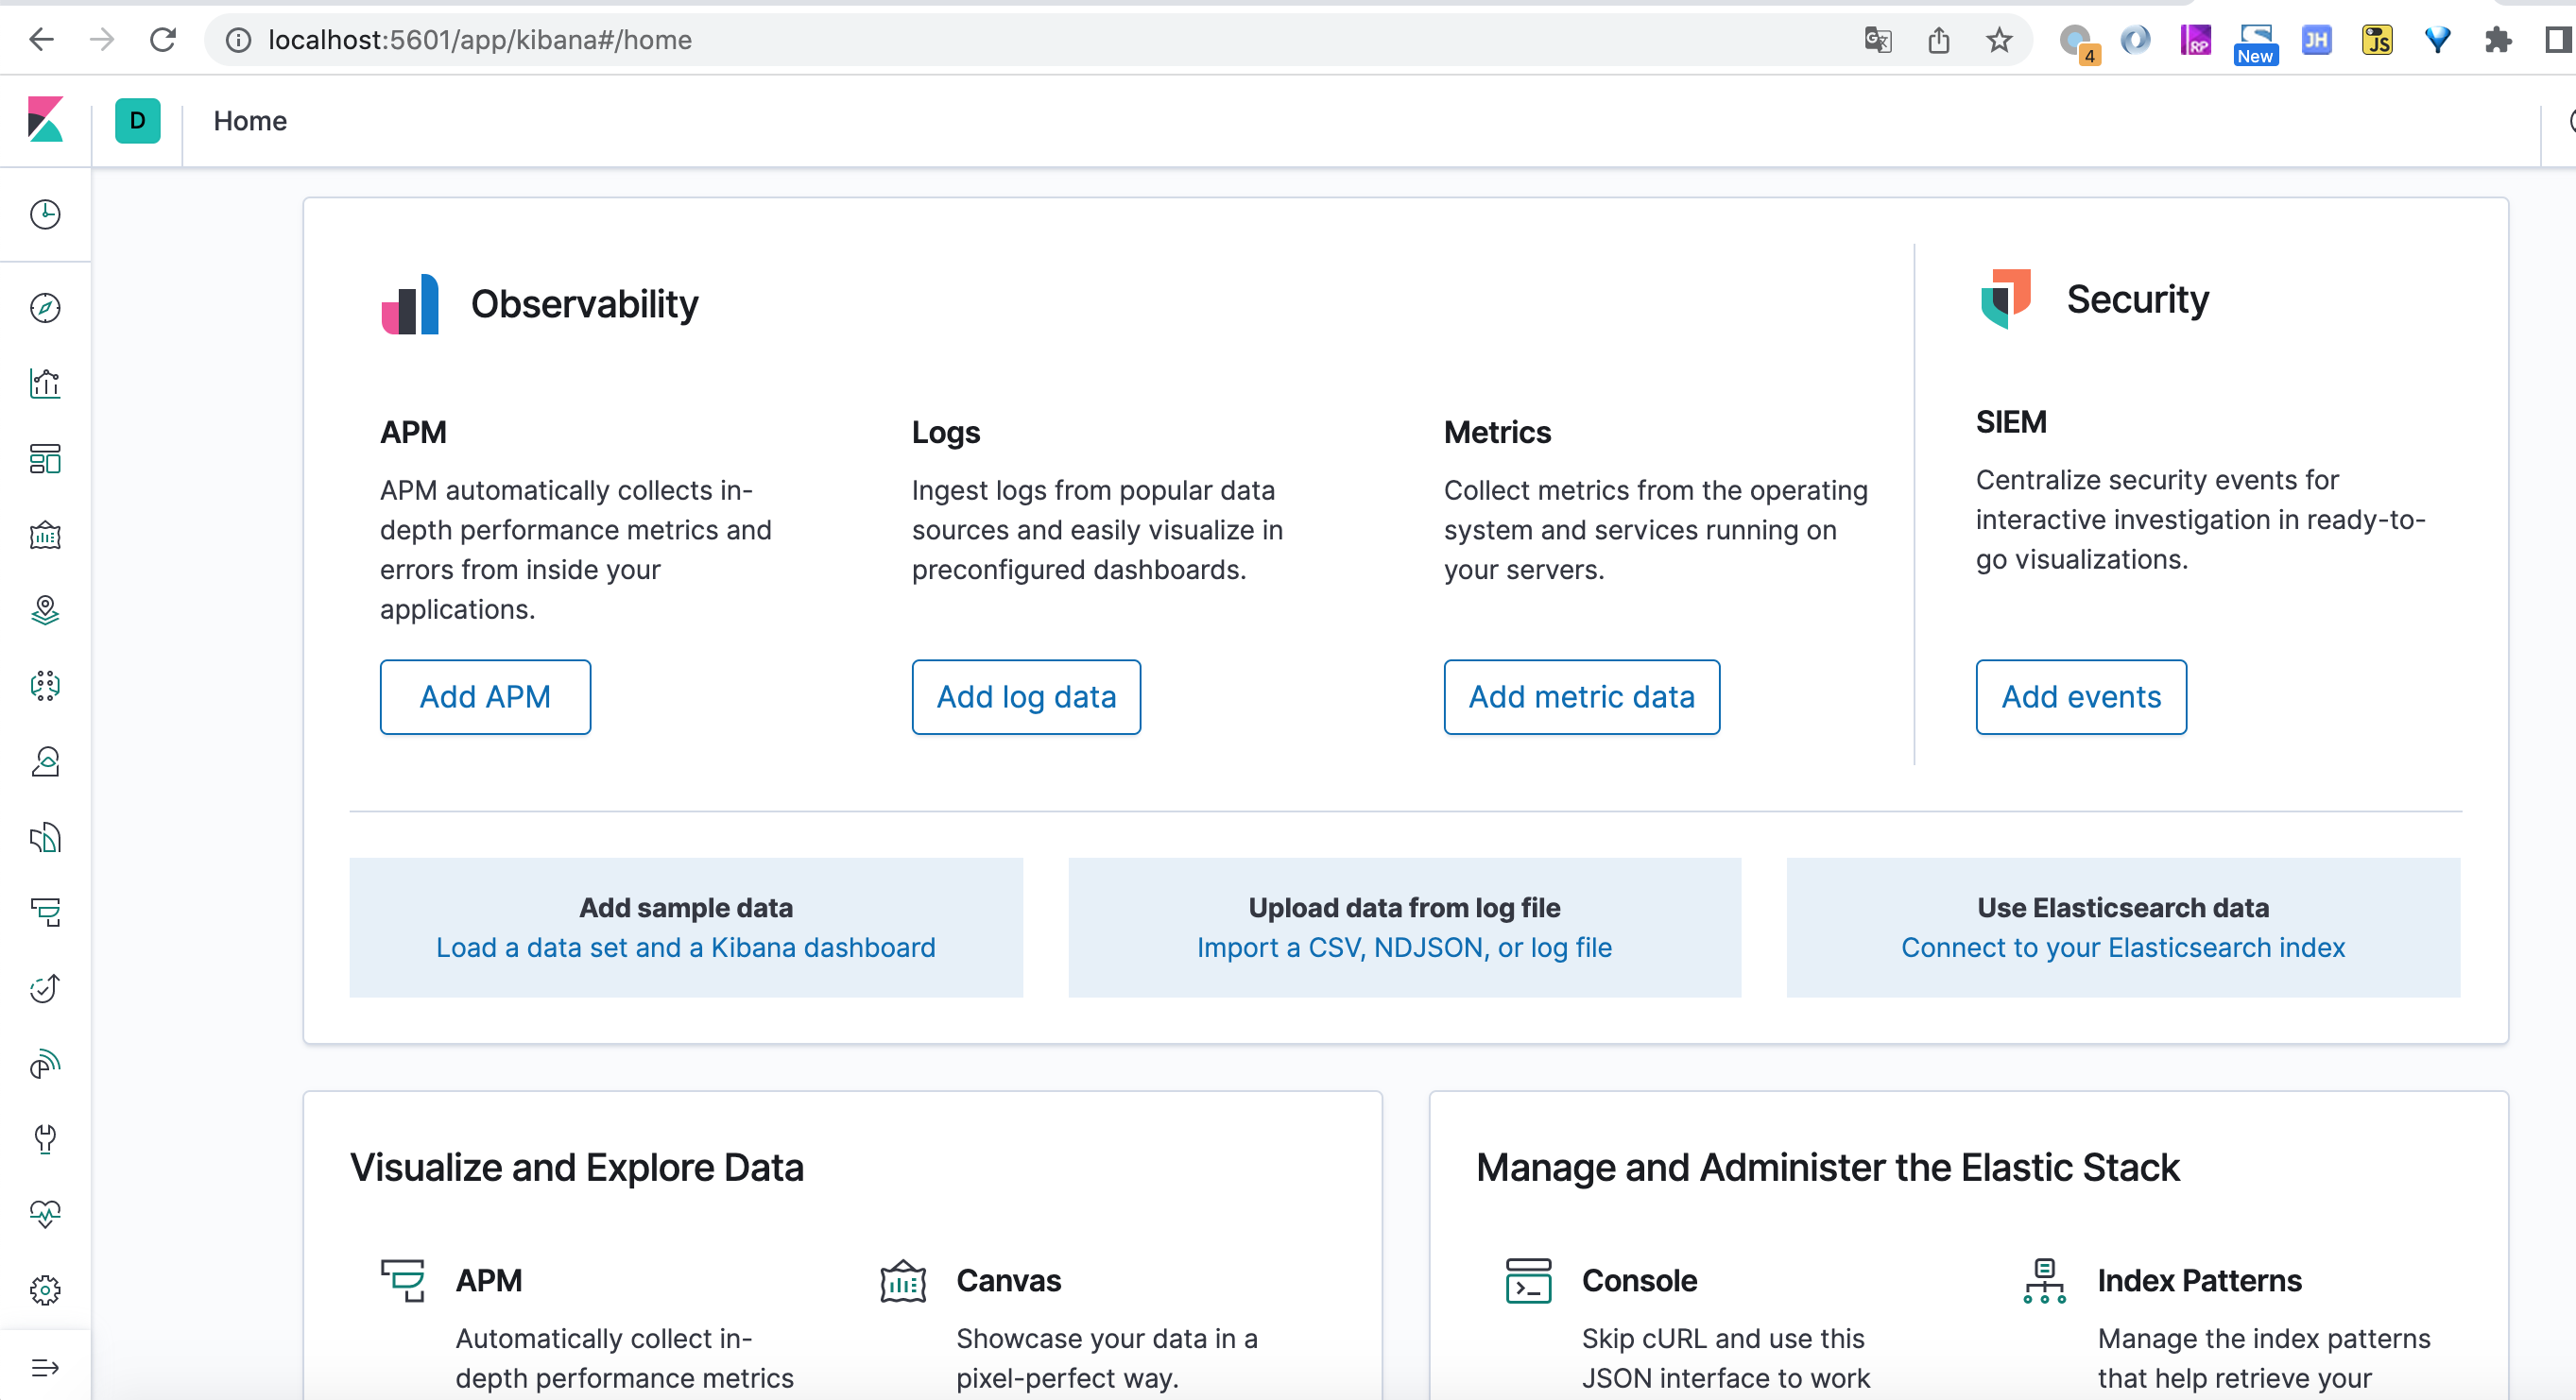 localhost:5601/app/kibana#/home
4
RP
New
JH
JS
D
Home
Observability
Security
APM
APM automatically collects in-
depth performance metrics and
errors from inside your
applications.
Add APM
Logs
Ingest logs from popular data
sources and easily visualize in
preconfigured dashboards.
Add log data
Metrics
Collect metrics from the operating
system and services running on
your servers.
Add metric data
SIEM
Centralize security events for
interactive investigation in ready-to-
go visualizations.
Add events
Add sample data
Load a data set and a Kibana dashboard
Upload data from log file
Import a CSV, NDJSON, or log file
Use Elasticsearch data
Connect to your Elasticsearch index
Visualize and Explore Data
APM
Automatically collect in-
depth performance metrics
Canvas
Showcase your data in a
pixel-perfect way.
Manage and Administer the Elastic Stack
Console
Skip cURL and use this
JSON interface to work
Index Patterns
Manage the index patterns
that help retrieve your